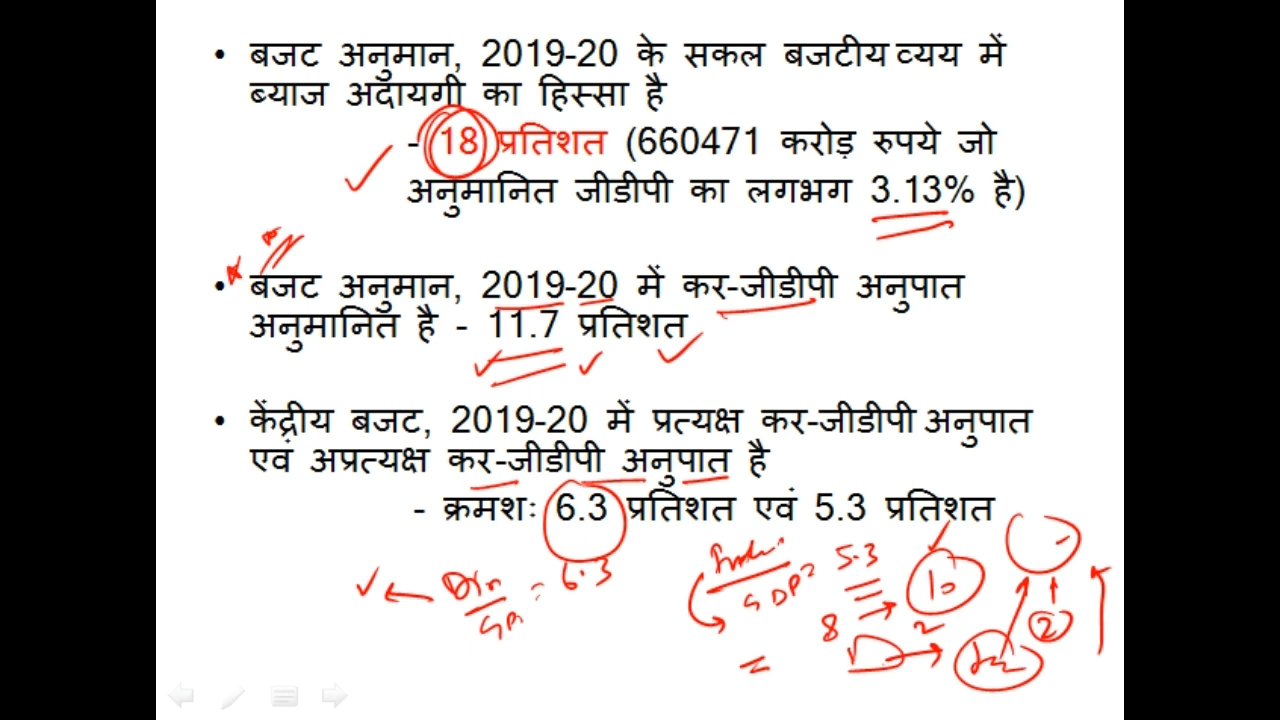 • बजट अनुमान, 2019-20 के सकल बजटीय व्यय में
ब्याज अदायगी का हिस्सा है
- 18 प्रतिशत (660471 करोड़ रुपये जो
अनुमानित जीडीपी का लगभग 3.13% है)
• बजट अनुमान, 2019-20 में कर-जीडीपी अनुपात
अनुमानित है - 11.7 प्रतिशत
• केंद्रीय बजट, 2019-20 में प्रत्यक्ष कर-जीडीपी अनुपात
एवं अप्रत्यक्ष कर-जीडीपी अनुपात है
- क्रमशः 6.3 प्रतिशत एवं 5.3 प्रतिशत
= 6.3
GDP 5.3
10
8
2
D
2
=